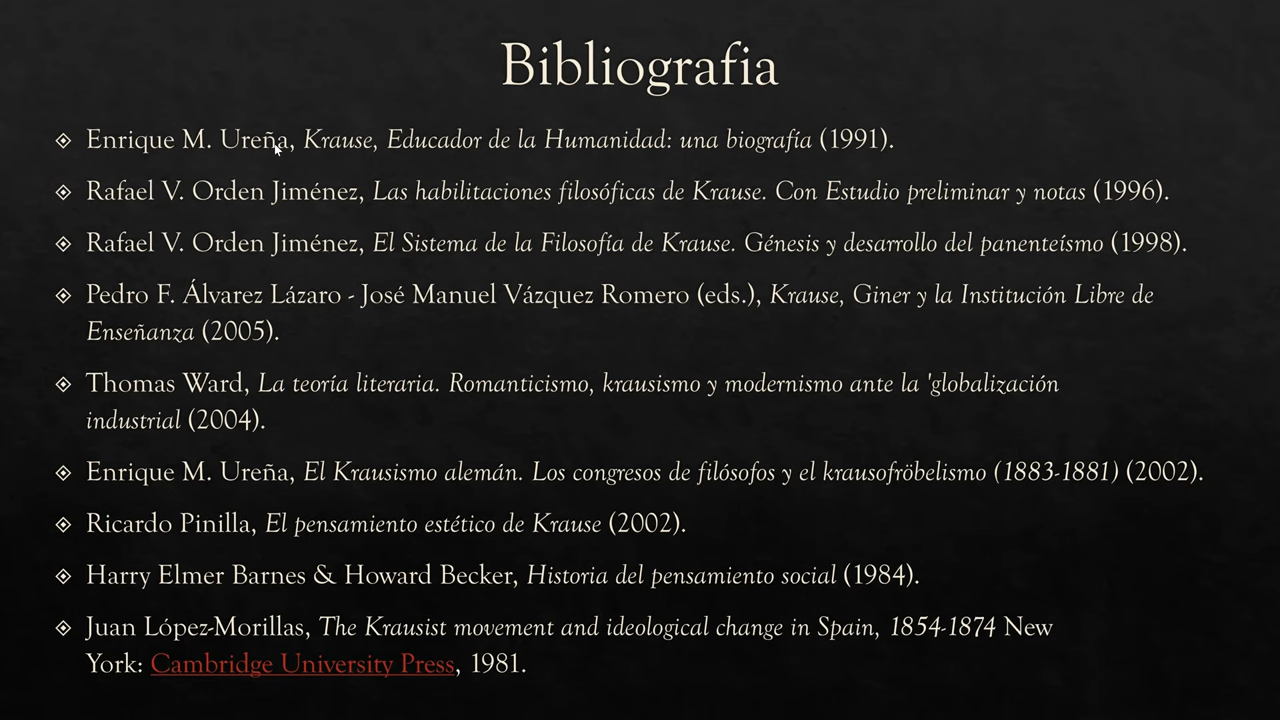 Bibliografia
Enrique M. Ureña, Krause, Educador de la Humanidad: una biografía (1991).
Rafael V. Orden Jiménez, Las habilitaciones filosóficas de Krause. Con Estudio preliminar y notas (1996).
Rafael V. Orden Jiménez, El Sistema de la Filosofía de Krause. Génesis y desarrollo del panenteísmo (1998).
Pedro F. Álvarez Lázaro - José Manuel Vázquez Romero (eds.), Krause, Giner y la Institución Libre de
Enseñanza (2005).
Thomas Ward, La teoría literaria. Romanticismo, krausismo y modernismo ante la 'globalización
industrial (2004).
Enrique M. Ureña, El Krausismo alemán. Los congresos de filósofos y el krausofröbelismo (1883-1881) (2002).
Ricardo Pinilla, El pensamiento estético de Krause (2002).
Harry Elmer Barnes & Howard Becker, Historia del pensamiento social (1984).
Juan López-Morillas, The Krausist movement and ideological change in Spain, 1854-1874 New
York: Cambridge University Press, 1981.